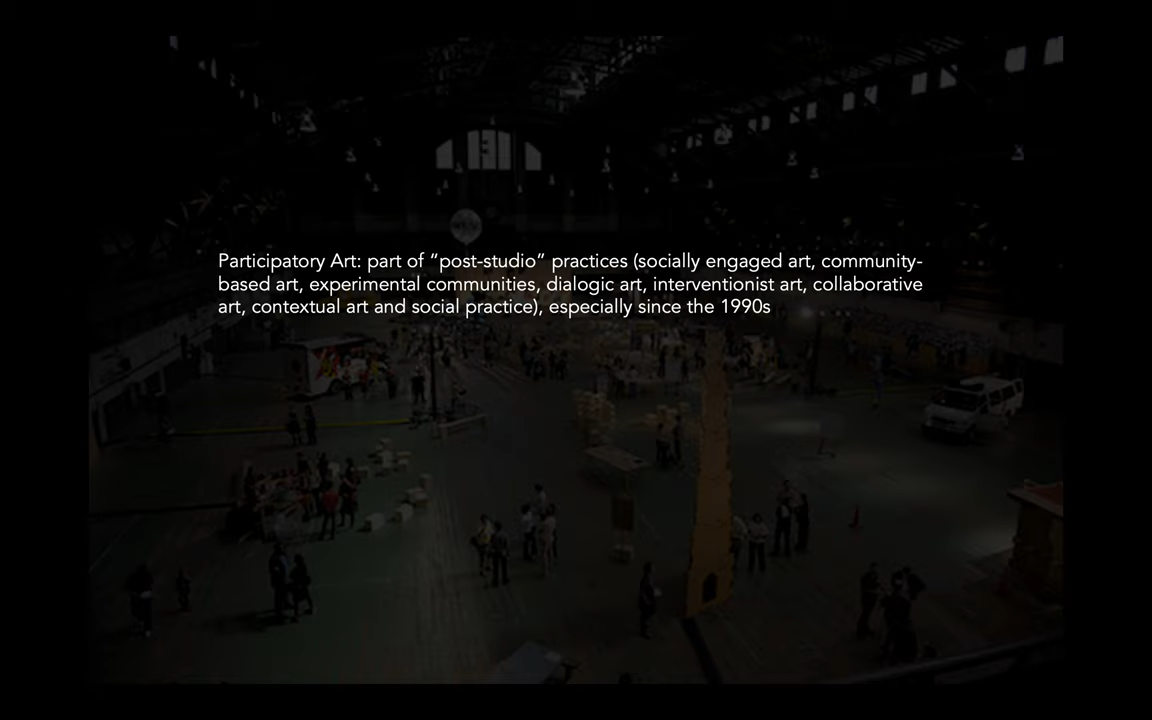 Participatory Art: part of “post-studio” practices (socially engaged art, community-
based art, experimental communities, dialogic art, interventionist art, collaborative
art, contextual art and social practice), especially since the 1990s